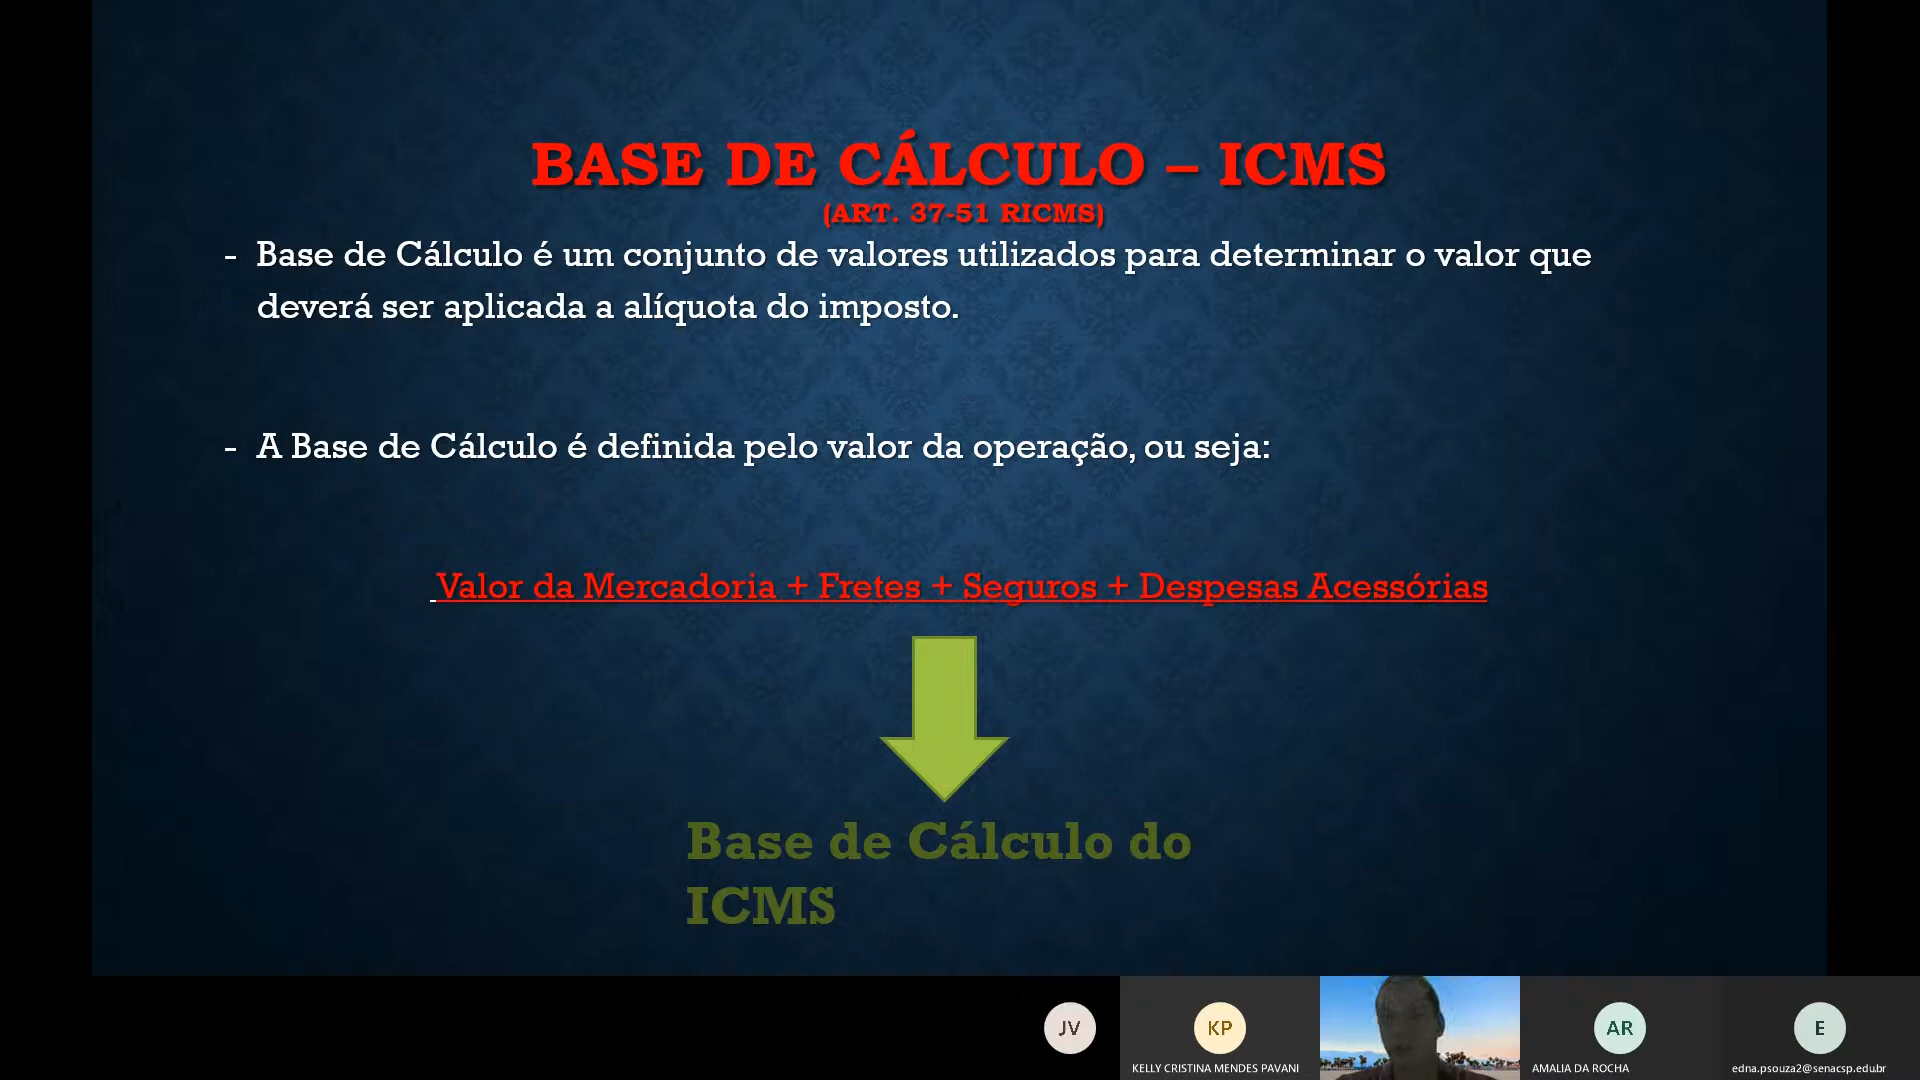 BASE DE CÁLCULO – ICMS
(ART. 37-51 RICMS)
- Base de Cálculo é um conjunto de valores utilizados para determinar o valor que
deverá ser aplicada a alíquota do imposto.
- A Base de Cálculo é definida pelo valor da operação, ou seja:
Valor da Mercadoria + Fretes + Seguros + Despesas Acessórias
Base de Cálculo do
ICMS
JV
KP
AR
E
KELLY CRISTINA MENDES PAVANI
AMALIA DA ROCHA
edna.psouza2@senacsp.edu.br